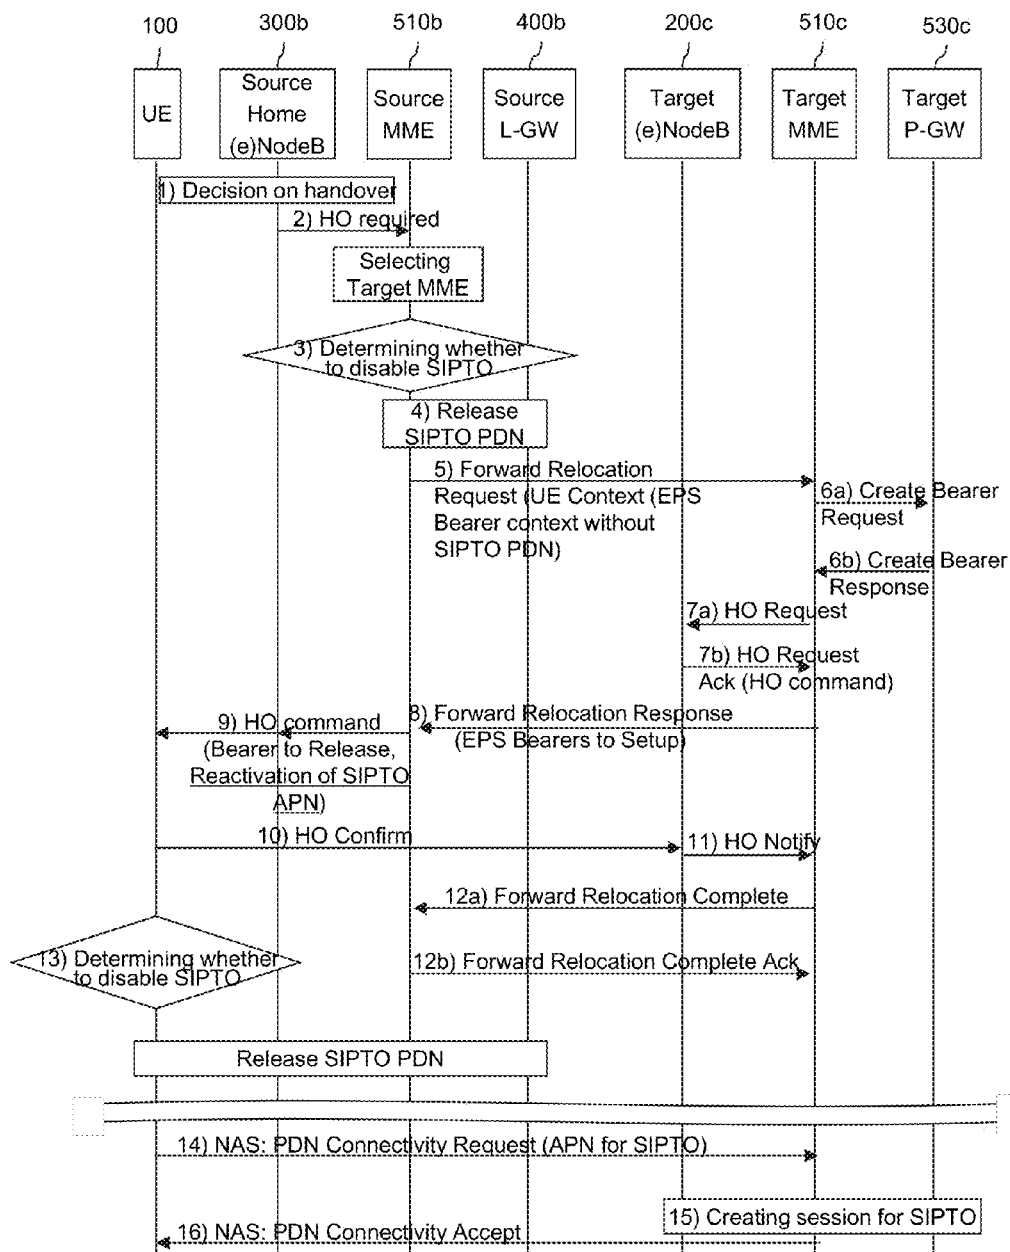 100
300b
510b
400b
200c
510c
530c
UE
Source
Home
(e)NodeB
Source
MME
Source
L-GW
Target
(e)NodeB
Target
MME
Target
P-GW
1) Decision on handover
2) HO required
Selecting
Target MME
3) Determining whether
to disable SIPTO
4) Release
SIPTO PDN
5) Forward Relocation
Request (UE Context (EPS
Bearer context without
SIPTO PDN)
6a) Create Bearer
Request
6b) Create Bearer
Response
7a) HO Request
7b) HO Request
Ack (HO command)
8) Forward Relocation Response
(EPS Bearers to Setup)
9) HO command
(Bearer to Release,
Reactivation of SIPTO
APN)
10) HO Confirm
11) HO Notify
12a) Forward Relocation Complete
12b) Forward Relocation Complete Ack
13) Determining whether
to disable SIPTO
Release SIPTO PDN
14) NAS: PDN Connectivity Request (APN for SIPTO)
15) Creating session for SIPTO
16) NAS: PDN Connectivity Accept